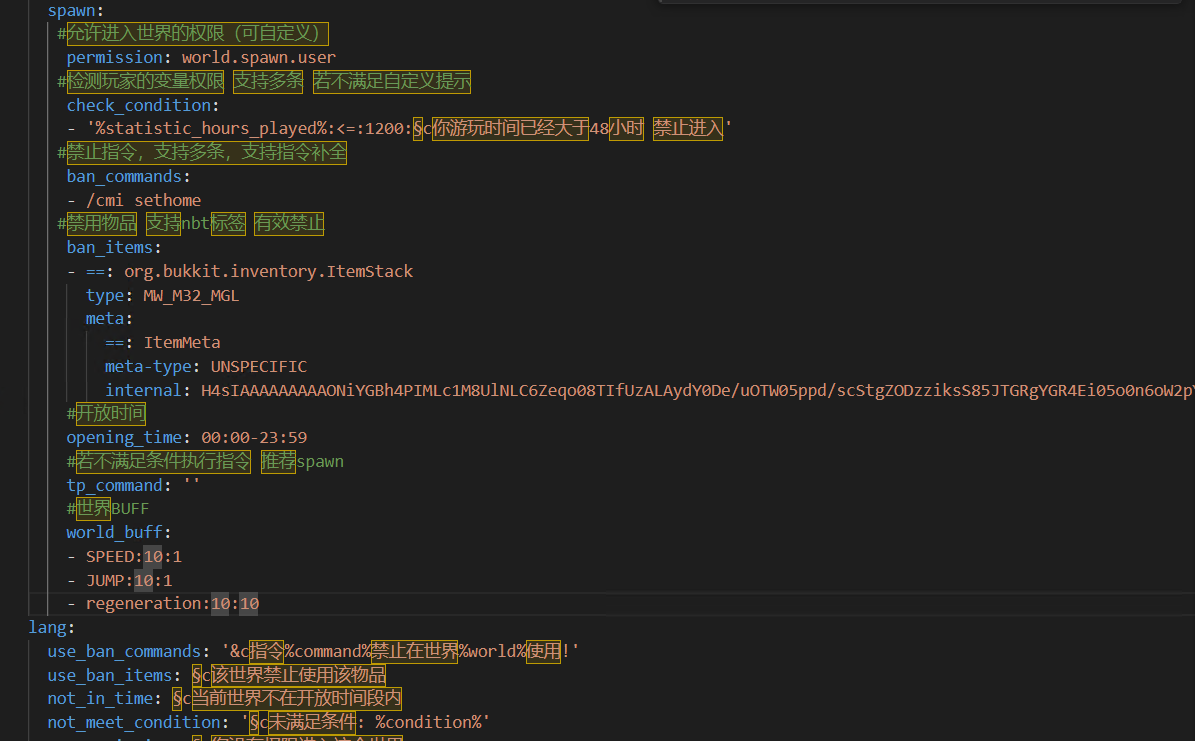 spawn:
#允许进入世界的权限（可自定义）
permission: world.spawn.user
#检测玩家的变量权限 支持多条 若不满足自定义提示
check_condition:
- '%statistic_hours_played%:<=:1200:§c你游玩时间已经大于48小时 禁止进入'
#禁止指令，支持多条，支持指令补全
ban_commands:
- /cmi sethome
#禁用物品 支持nbt标签 有效禁止
ban_items:
- ==: org.bukkit.inventory.ItemStack
type: MW_M32_MGL
meta:
==: ItemMeta
meta-type: UNSPECIFIC
internal: H4sIAAAAAAAAAONiYGBh4PIMLc1M8UlNLC6Zeqo08TIfUzALAydY0De/uOTW05ppd/scStgZODzziksS85JTGRgYGR4Ei05o0n6oW2p
#开放时间
opening_time: 00:00-23:59
#若不满足条件执行指令 推荐spawn
tp_command: ''
#世界BUFF
world_buff:
- SPEED:10:1
- JUMP:10:1
- regeneration:10:10
lang:
use_ban_commands: '&c指令%command%禁止在世界%world%使用!'
use_ban_items: §c该世界禁止使用该物品
not_in_time: §c当前世界不在开放时间段内
not_meet_condition: '§c未满足条件: %condition%'